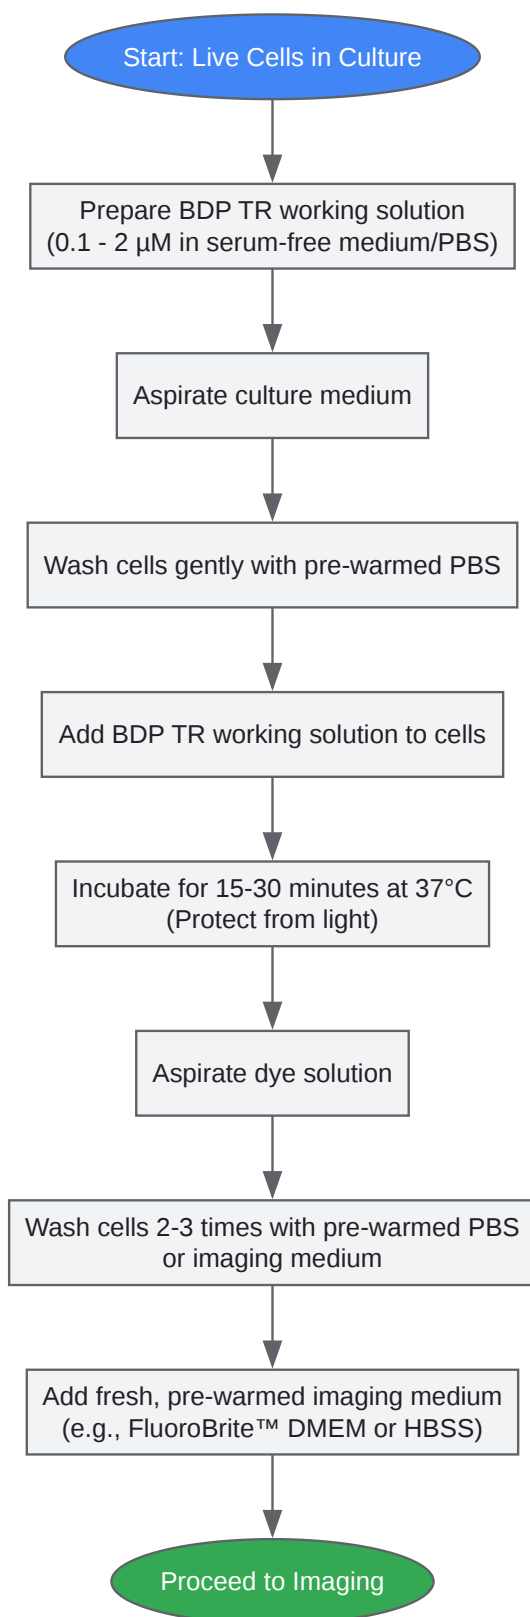 Start: Live Cells in Culture
Prepare BDP TR working solution
(0.1 - 2 µM in serum-free medium/PBS)
Aspirate culture medium
Wash cells gently with pre-warmed PBS
Add BDP TR working solution to cells
Incubate for 15-30 minutes at 37°C
(Protect from light)
Aspirate dye solution
Wash cells 2-3 times with pre-warmed PBS
or imaging medium
Add fresh, pre-warmed imaging medium
(e.g., FluoroBrite™ DMEM or HBSS)
Proceed to Imaging